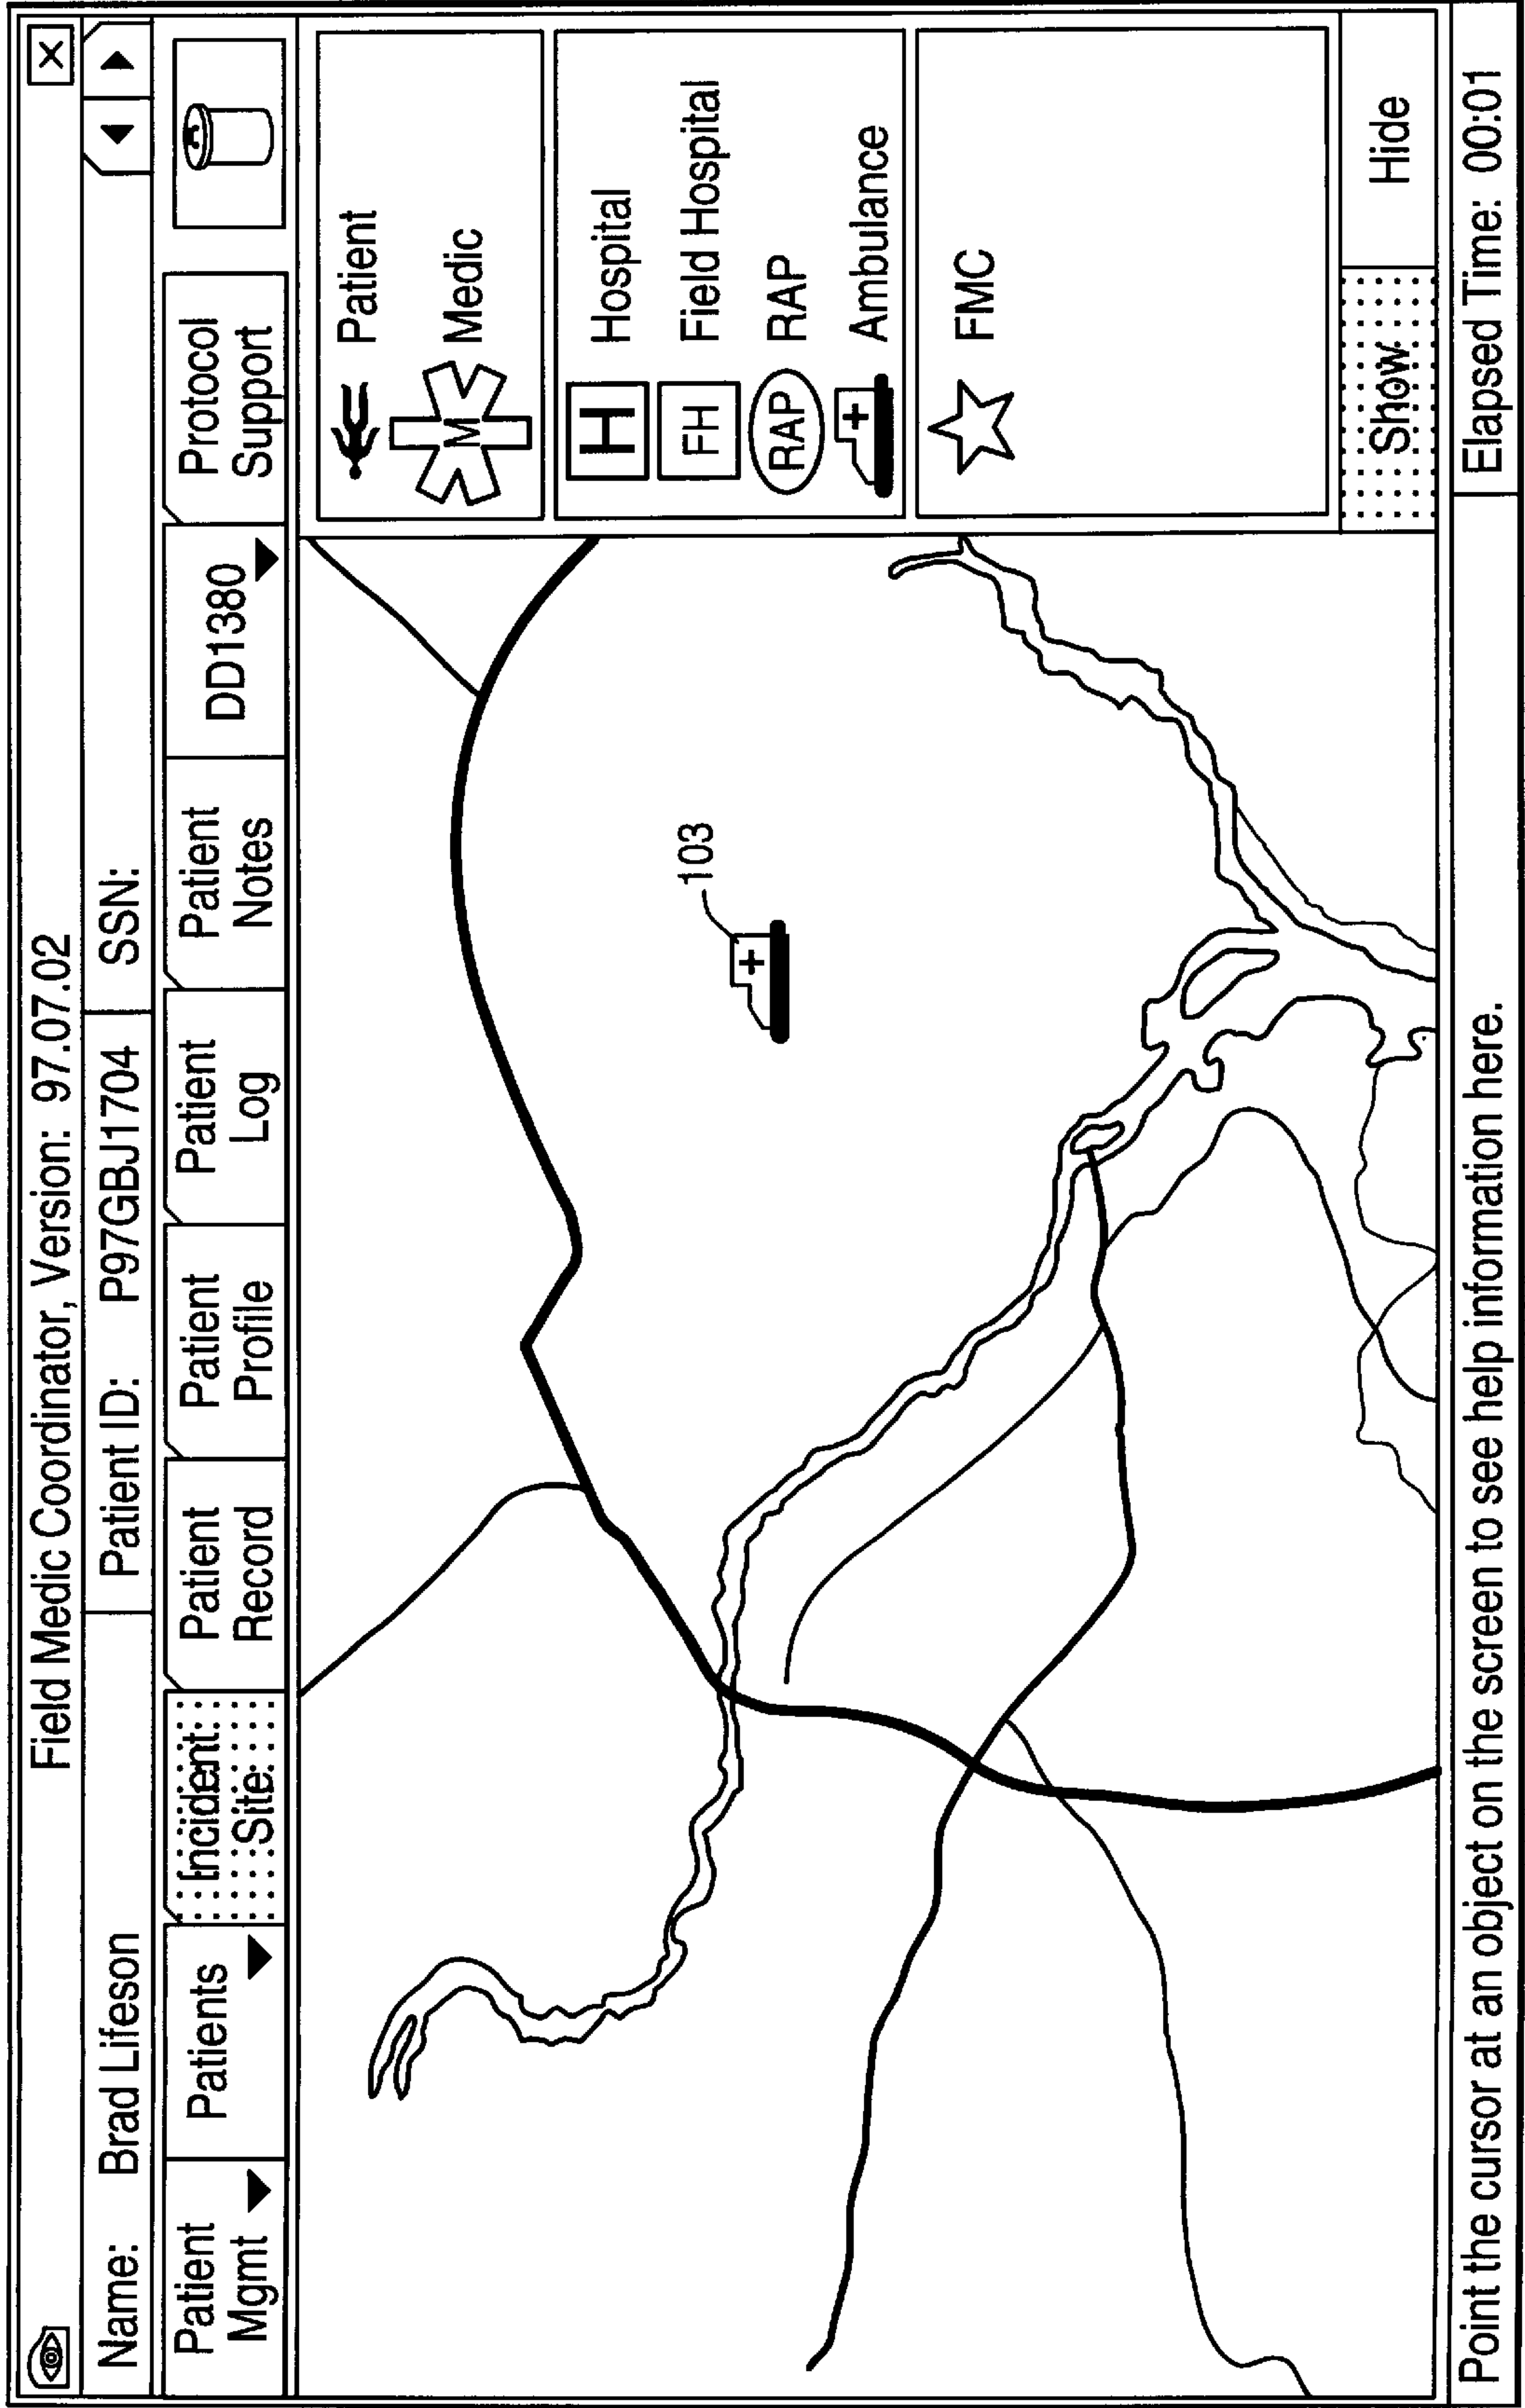 Field Medic Coordinator, Version: 97.07.02
X
Name: Brad Lifeson
Patient ID: P97GBJ1704
SSN:
Patient
Mgmt
Patients
Incident
Site
Patient
Record
Patient
Profile
Patient
Log
Patient
Notes
DD1380
Protocol
Support
103
Patient
M Medic
H Hospital
FH Field Hospital
RAP RAP
Ambulance
FMC
Show
Hide
Point the cursor at an object on the screen to see help information here.
Elapsed Time: 00:01